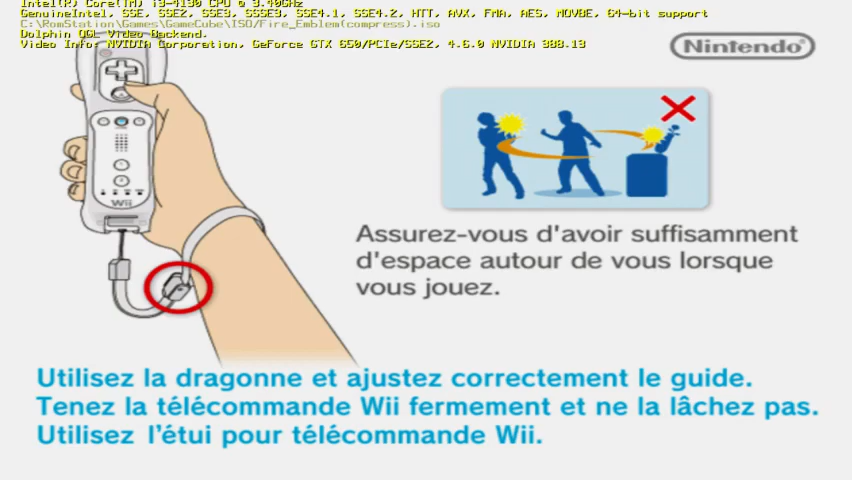 Intel(R) Core(TM) i3-4130 CPU @ 3.40GHz
GenuineIntel, SSE, SSE2, SSE3, SSSE3, SSE4.1, SSE4.2, HTT, AVX, FMA, AES, MOVBE, 64-bit support
C:\RomStation\Games\GameCube\ISO/Fire_Emblem(compress).iso
Dolphin OGL Video Backend.
Video Info: NVIDIA Corporation, GeForce GTX 650/PCIe/SSE2, 4.6.0 NVIDIA 388.13
Nintendo
Wii
Assurez-vous d'avoir suffisamment
d'espace autour de vous lorsque
vous jouez.
Utilisez la dragonne et ajustez correctement le guide.
Tenez la télécommande Wii fermement et ne la lâchez pas.
Utilisez l'étui pour télécommande Wii.